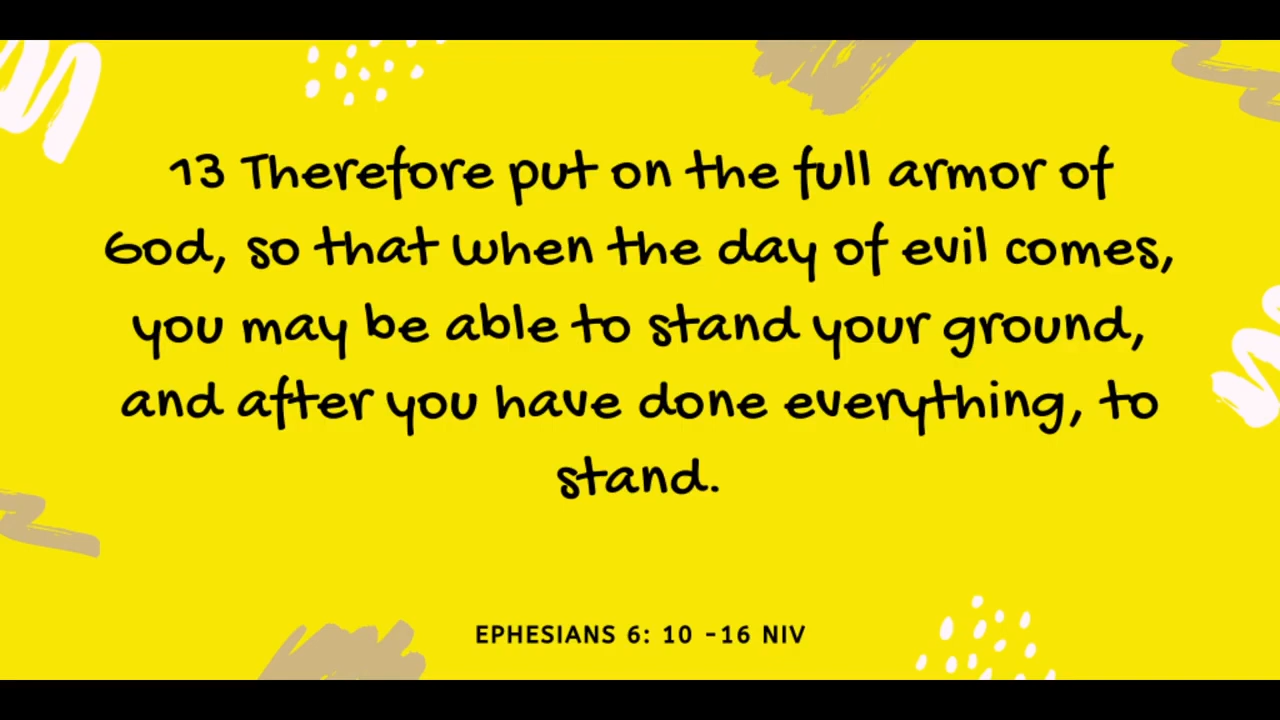 13 Therefore put on the full armor of
God, so that when the day of evil comes,
you may be able to stand your ground,
and after you have done everything, to
stand.
EPHESIANS 6: 10 -16 NIV